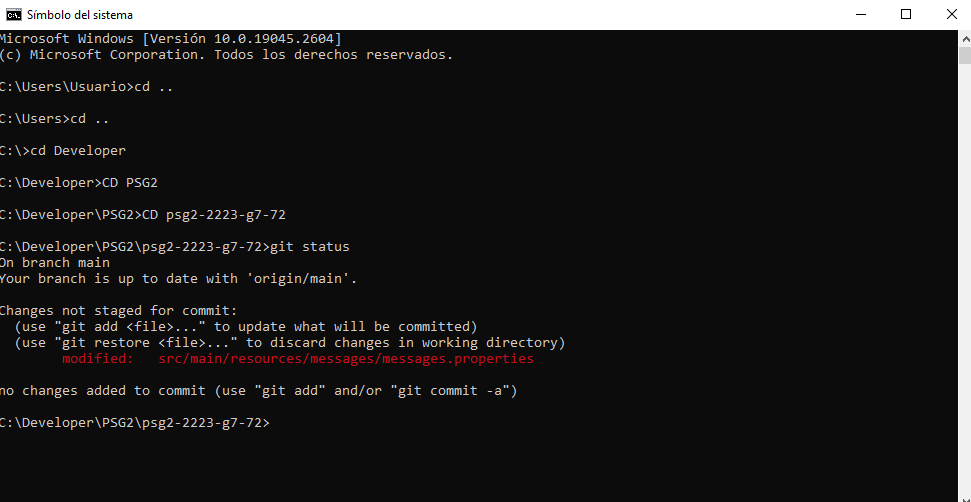 Símbolo del sistema
Microsoft Windows [Versión 10.0.19045.2604]
(c) Microsoft Corporation. Todos los derechos reservados.
C:\Users\Usuario>cd ..
C:\Users>cd ..
C:\>cd Developer
C:\Developer>CD PSG2
C:\Developer\PSG2>CD psg2-2223-g7-72
C:\Developer\PSG2\psg2-2223-g7-72>git status
On branch main
Your branch is up to date with 'origin/main'.
Changes not staged for commit:
  (use "git add <file>..." to update what will be committed)
  (use "git restore <file>..." to discard changes in working directory)
        modified:   src/main/resources/messages/messages.properties
no changes added to commit (use "git add" and/or "git commit -a")
C:\Developer\PSG2\psg2-2223-g7-72>